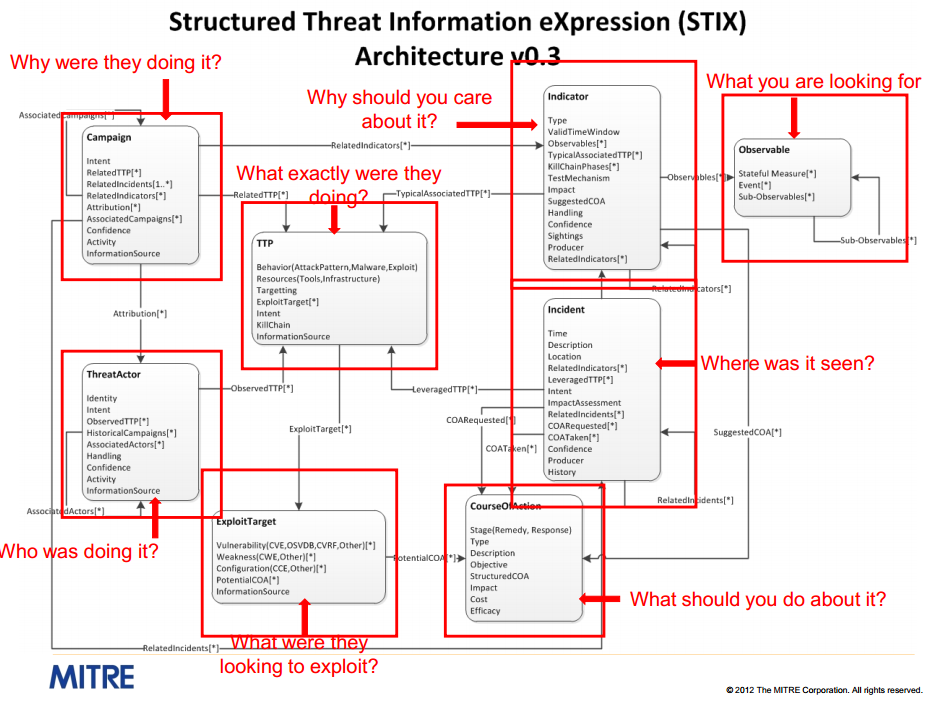 Structured Threat Information eXpression (STIX)
Architecture v0.3
Why were they doing it?
Why should you care
about it?
What you are looking for
AssociatedCampaigns[*]
Campaign
Intent
RelatedTTP[*]
RelatedIncidents[1..*]
RelatedIndicators[*]
Attribution[*]
AssociatedCampaigns[*]
Confidence
Activity
InformationSource
RelatedIndicators[*]
What exactly were they
doing?
RelatedTTP[*]
TypicalAssociatedTTP[*]
Indicator
Type
ValidTimeWindow
Observables[*]
TypicalAssociatedTTP[*]
KillChainPhases[*]
TestMechanism
Impact
SuggestedCOA
Handling
Confidence
Sightings
Producer
RelatedIndicators[*]
Observables[*]
Observable
Stateful Measure[*]
Event[*]
Sub-Observables[*]
Sub-Observables[*]
TTP
Behavior(AttackPattern,Malware,Exploit)
Resources(Tools,Infrastructure)
Targetting
ExploitTarget[*]
Intent
KillChain
InformationSource
RelatedIndicators[*]
Attribution[*]
Incident
Time
Description
Location
RelatedIndicators[*]
LeveragedTTP[*]
Intent
ImpactAssessment
RelatedIncidents[*]
COARequested[*]
COATaken[*]
Confidence
Producer
History
Where was it seen?
ThreatActor
Identity
Intent
ObservedTTP[*]
HistoricalCampaigns[*]
AssociatedActors[*]
Handling
Confidence
Activity
InformationSource
ObservedTTP[*]
LeveragedTTP[*]
ExploitTarget[*]
COARequested[*]
COATaken[*]
SuggestedCOA[*]
RelatedIncidents[*]
AssociatedActors[*]
Who was doing it?
ExploitTarget
Vulnerability(CVE,OSVDB,CVRF,Other)[*]
Weakness(CWE,Other)[*]
Configuration(CCE,Other)[*]
PotentialCOA[*]
InformationSource
PotentialCOA[*]
CourseOfAction
Stage(Remedy, Response)
Type
Description
Objective
StructuredCOA
Impact
Cost
Efficacy
What should you do about it?
What were they
looking to exploit?
RelatedIncidents[*]
MITRE
© 2012 The MITRE Corporation. All rights reserved.